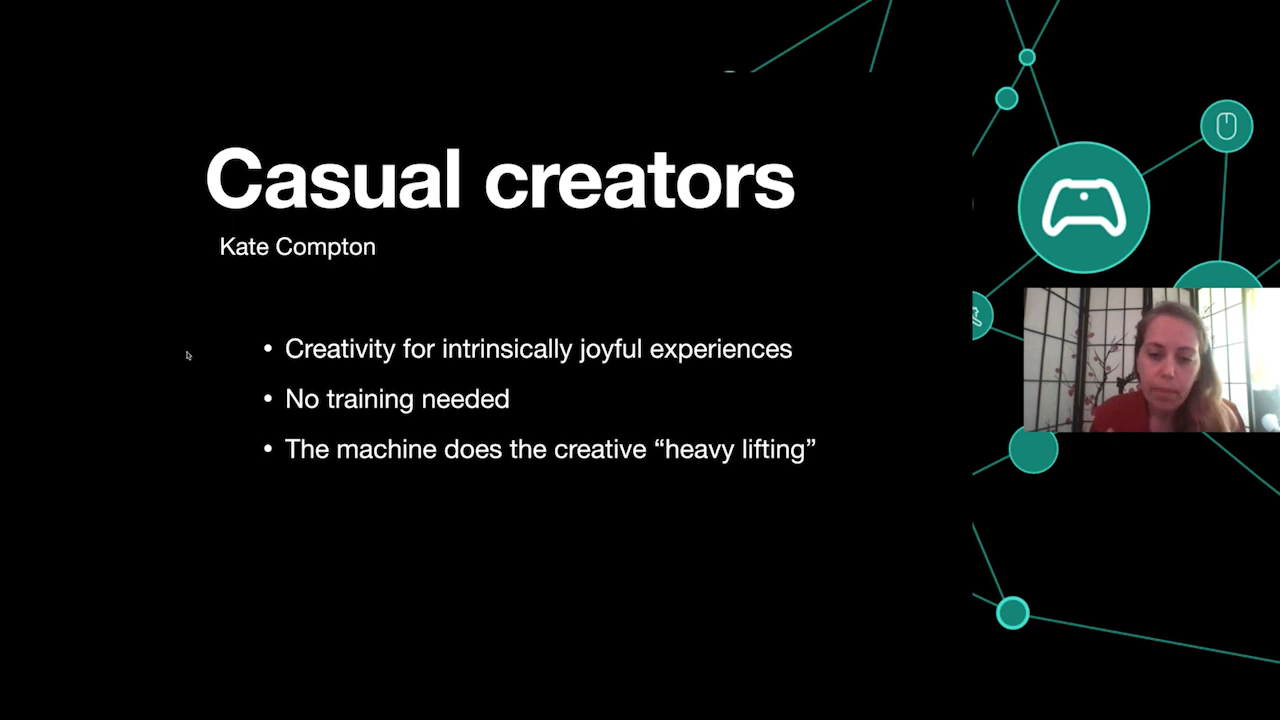 Casual creators
Kate Compton
• Creativity for intrinsically joyful experiences
• No training needed
• The machine does the creative “heavy lifting”